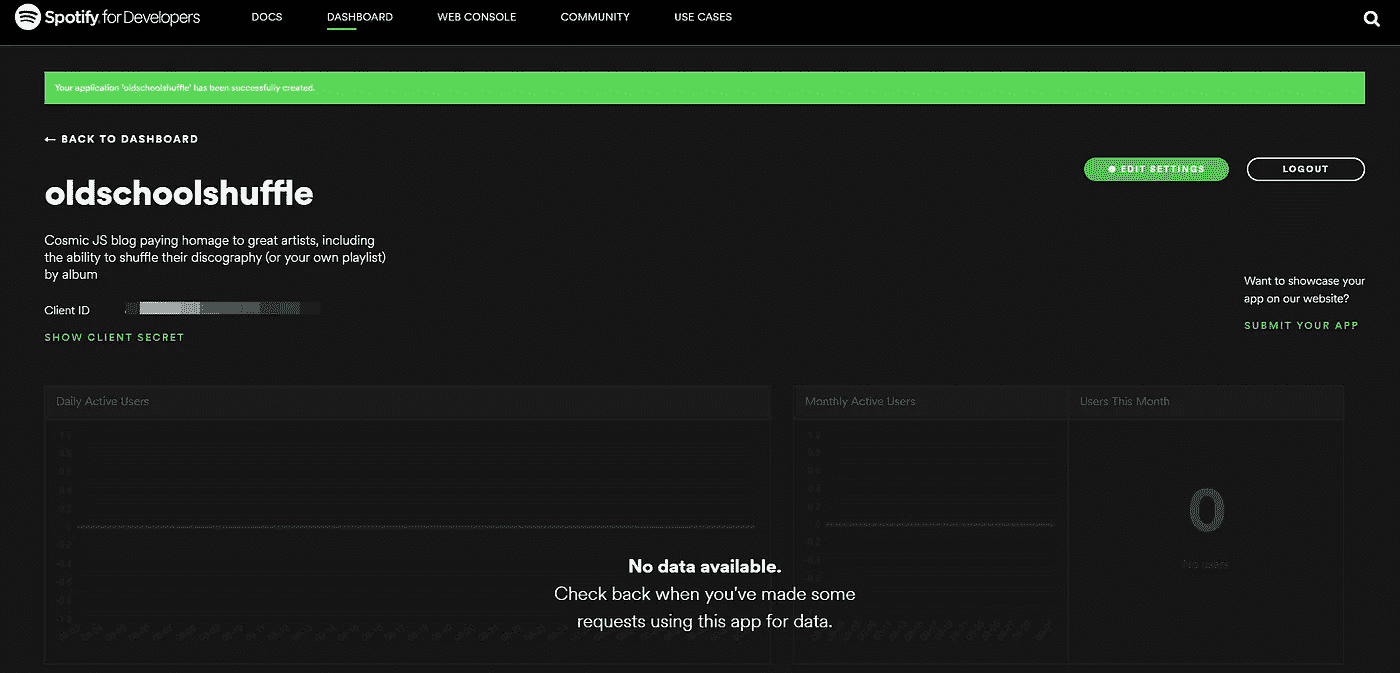 Spotify for Developers
DOCS
DASHBOARD
WEB CONSOLE
COMMUNITY
USE CASES
Your application 'oldschoolshuffle' has been successfully created.
← BACK TO DASHBOARD
EDIT SETTINGS
LOGOUT
oldschoolshuffle
Cosmic JS blog paying homage to great artists, including
the ability to shuffle their discography (or your own playlist)
by album
Client ID
SHOW CLIENT SECRET
Want to showcase your
app on our website?
SUBMIT YOUR APP
Daily Active Users
Monthly Active Users
Users This Month
0
No users
No data available.
Check back when you've made some
requests using this app for data.